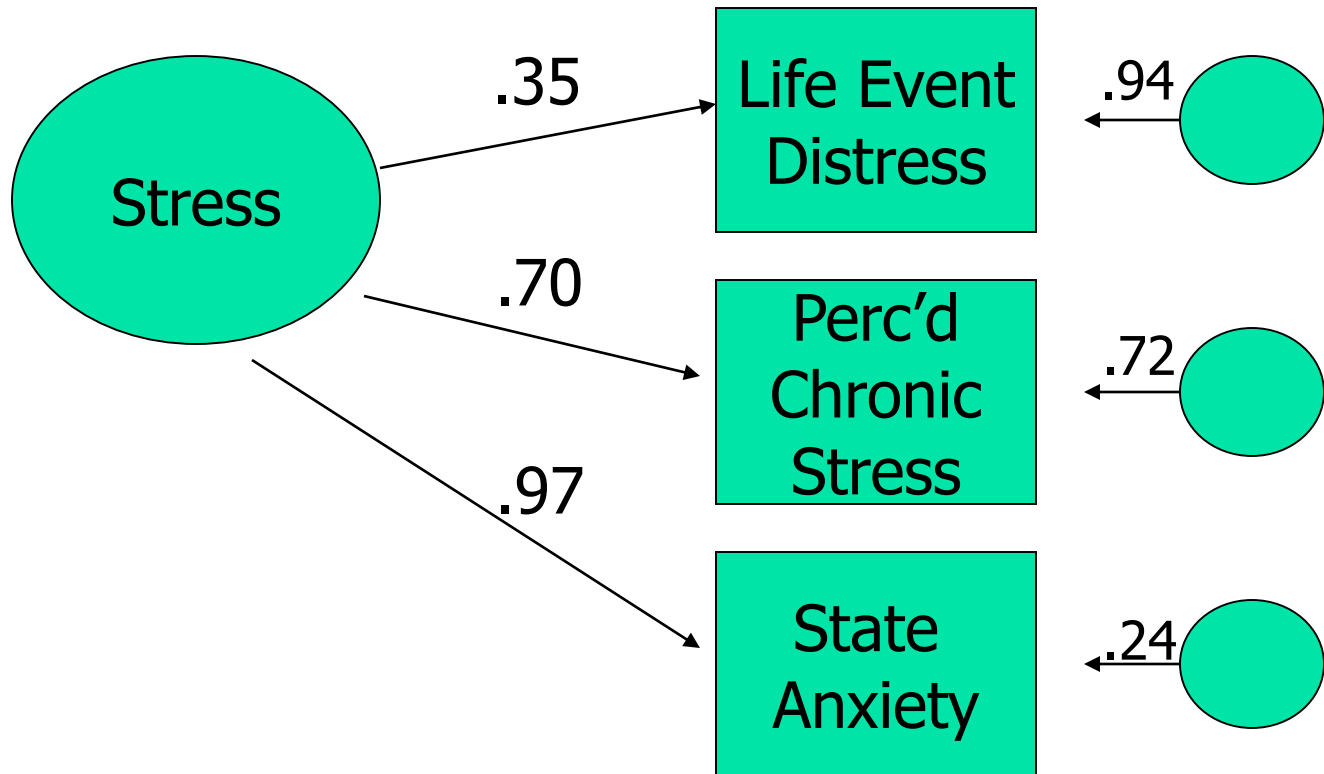 Stress
.35
.70
.97
Life Event
Distress
.94
Perc’d
Chronic
Stress
.72
State
Anxiety
.24